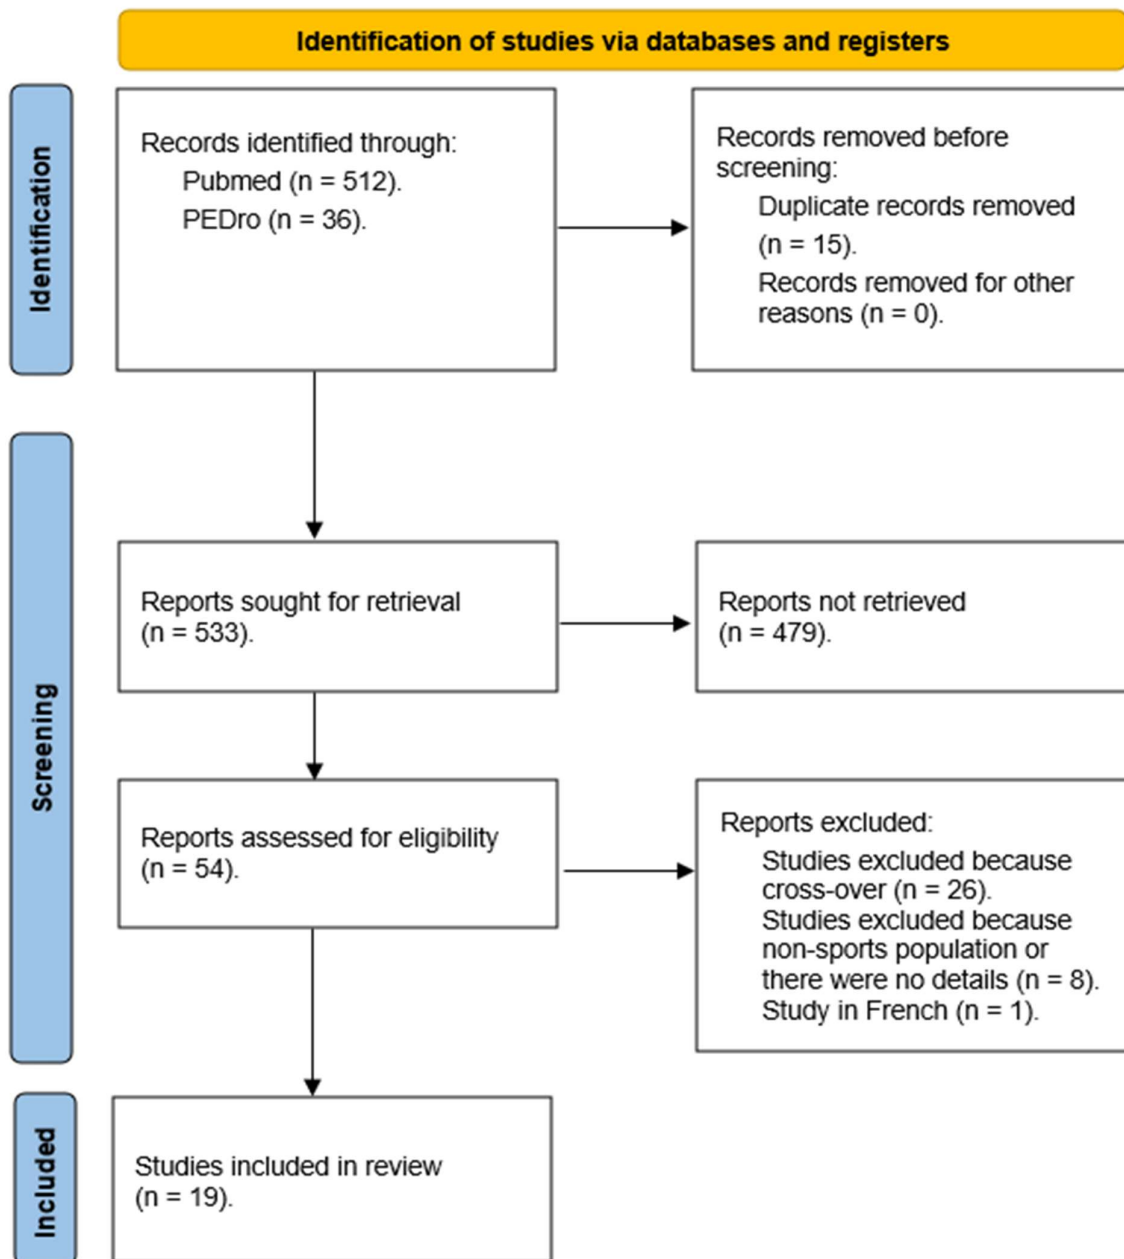 Identification of studies via databases and registers
Identification
Records identified through:
Pubmed (n = 512).
PEDro (n = 36).
Records removed before
screening:
Duplicate records removed
(n = 15).
Records removed for other
reasons (n = 0).
Screening
Reports sought for retrieval
(n = 533).
Reports not retrieved
(n = 479).
Reports assessed for eligibility
(n = 54).
Reports excluded:
Studies excluded because
cross-over (n = 26).
Studies excluded because
non-sports population or
there were no details (n = 8).
Study in French (n = 1).
Included
Studies included in review
(n = 19).